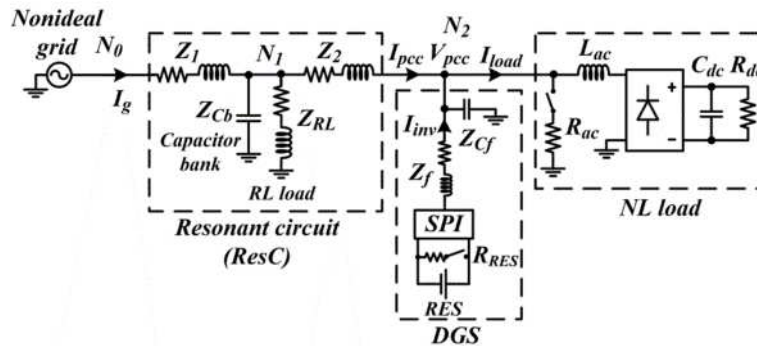 Nonideal
grid
N0
Ig
Z1
N1
Z2
ZCb
Capacitor
bank
ZRL
RL load
Resonant circuit
(ResC)
Ipcc
N2
Vpcc
Iload
Iinv
ZCf
Zf
SPI
RRES
RES
DGS
Lac
Rac
Cdc
+
-
NL load